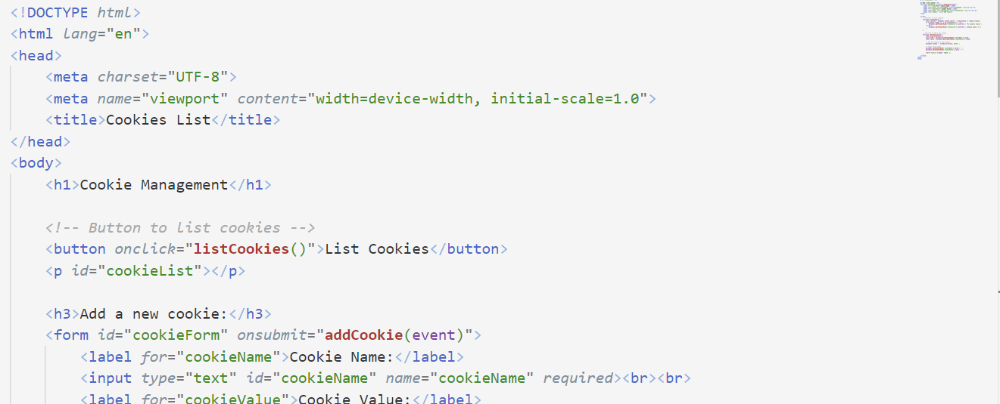 <!DOCTYPE html>
<html lang="en">
<head>
    <meta charset="UTF-8">
    <meta name="viewport" content="width=device-width, initial-scale=1.0">
    <title>Cookies List</title>
</head>
<body>
    <h1>Cookie Management</h1>
    <!-- Button to list cookies -->
    <button onclick="listCookies()">List Cookies</button>
    <p id="cookieList"></p>
    <h3>Add a new cookie:</h3>
    <form id="cookieForm" onsubmit="addCookie(event)">
        <label for="cookieName">Cookie Name:</label>
        <input type="text" id="cookieName" name="cookieName" required><br><br>
        <label for="cookieValue">Cookie Value:</label>